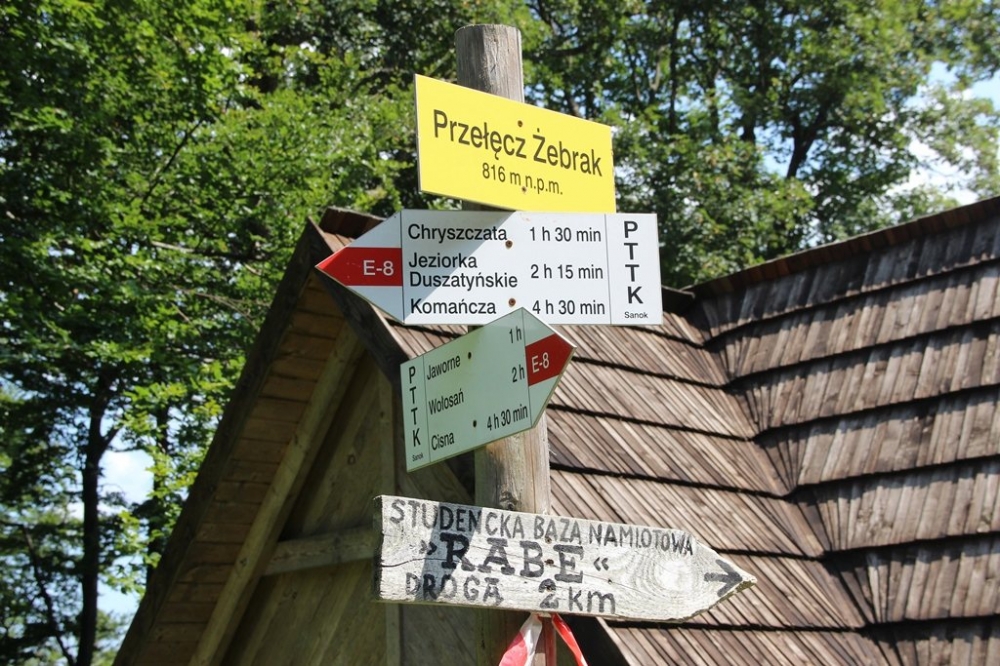 Przełęcz Żebrak
816 m n.p.m.
Chryszczata 1 h 30 min
Jeziorka
Duszatyńskie 2 h 15 min
Komańcza 4 h 30 min
E-8
PTTK
Sanok
Jaworne 1 h
Wołosań 2 h
Cisna 4 h 30 min
E-8
PTTK
Sanok
STUDENCKA BAZA NAMIOTOWA
"RABE"
DROGA 2 km